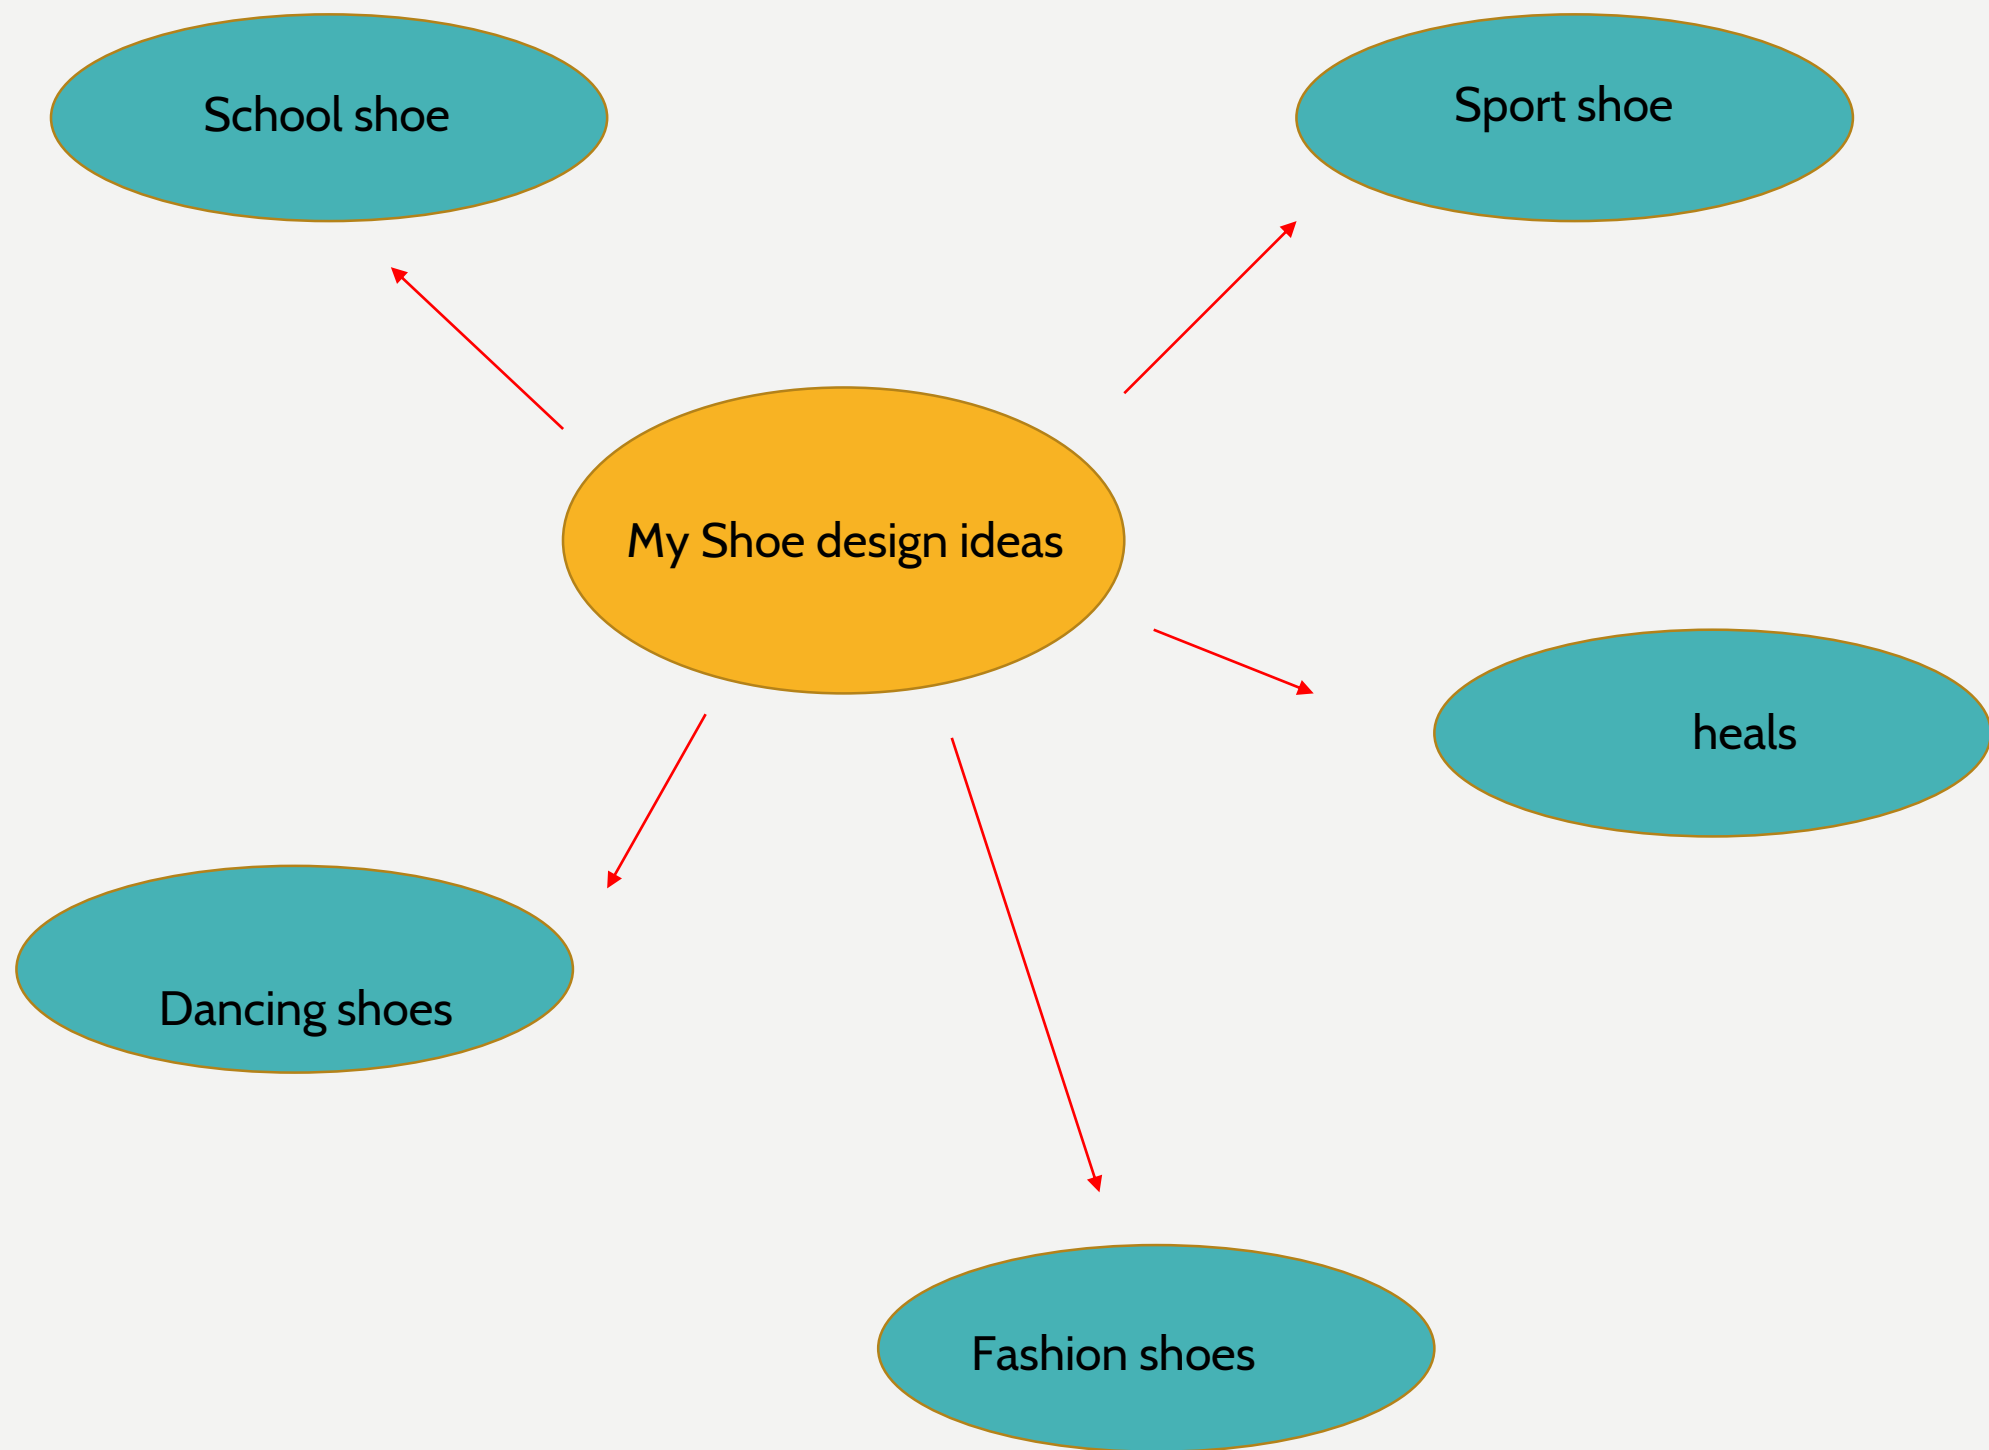 School shoe
Sport shoe
My Shoe design ideas
heals
Dancing shoes
Fashion shoes